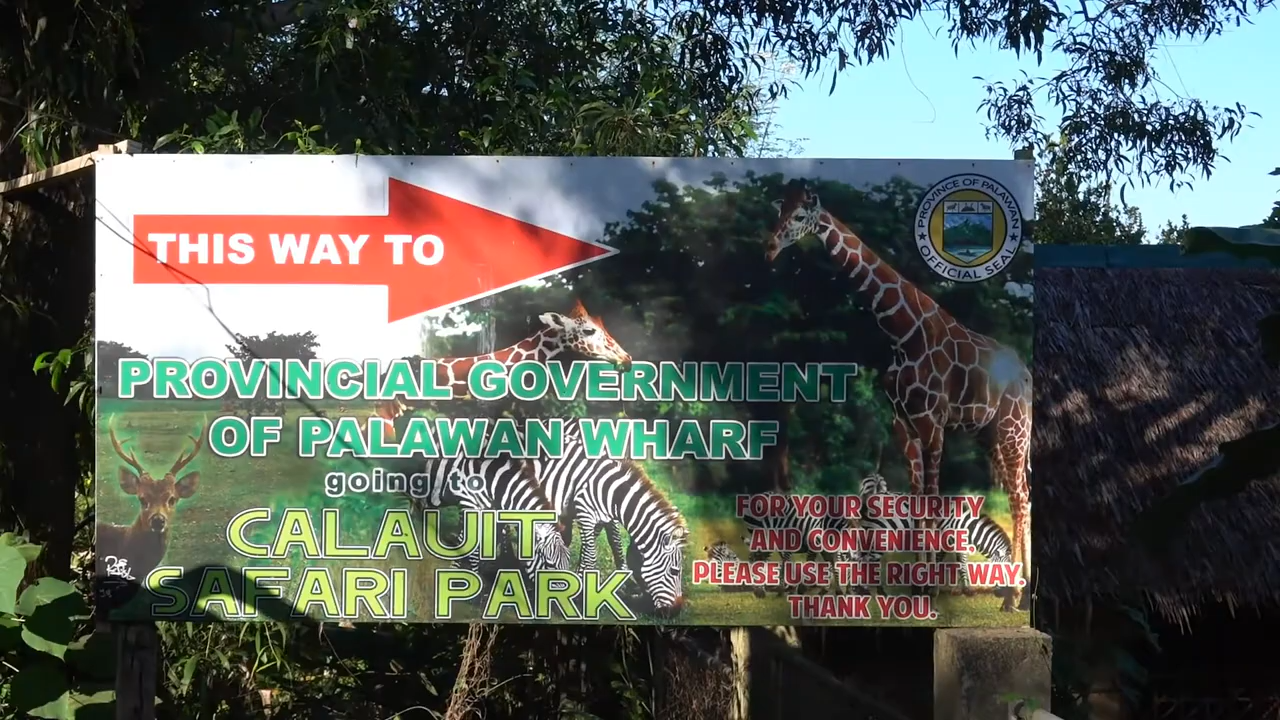 THIS WAY TO
PROVINCE OF PALAWAN
OFFICIAL SEAL
PROVINCIAL GOVERNMENT
OF PALAWAN WHARF
going to
CALAUIT
SAFARI PARK
FOR YOUR SECURITY
AND CONVENIENCE.
PLEASE USE THE RIGHT WAY.
THANK YOU.